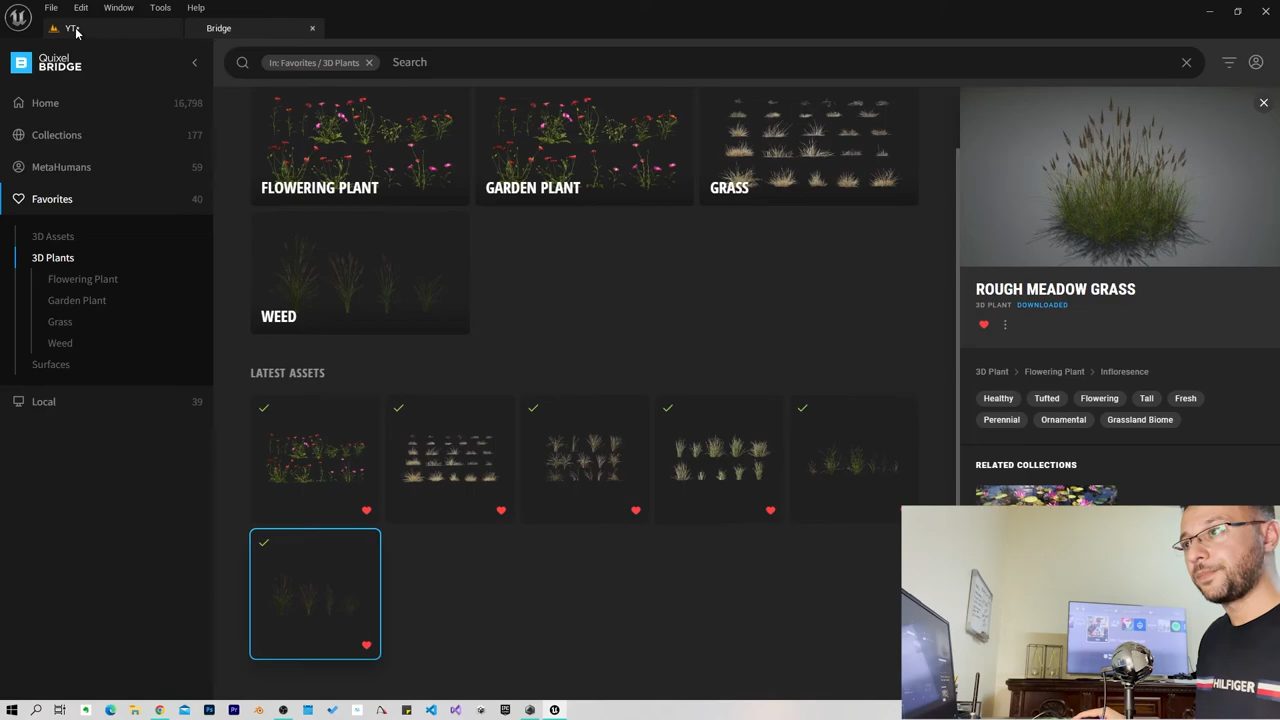 File Edit Window Tools Help
YT*
Bridge
Quixel
BRIDGE
In: Favorites / 3D Plants
Search
Home 16,798
Collections 177
MetaHumans 59
Favorites 40
3D Assets
3D Plants
Flowering Plant
Garden Plant
Grass
Weed
Surfaces
Local 39
FLOWERING PLANT
GARDEN PLANT
GRASS
WEED
LATEST ASSETS
ROUGH MEADOW GRASS
3D PLANT DOWNLOADED
3D Plant > Flowering Plant > Infloresence
Healthy Tufted Flowering Tall Fresh
Perennial Ornamental Grassland Biome
RELATED COLLECTIONS
HILFIGER